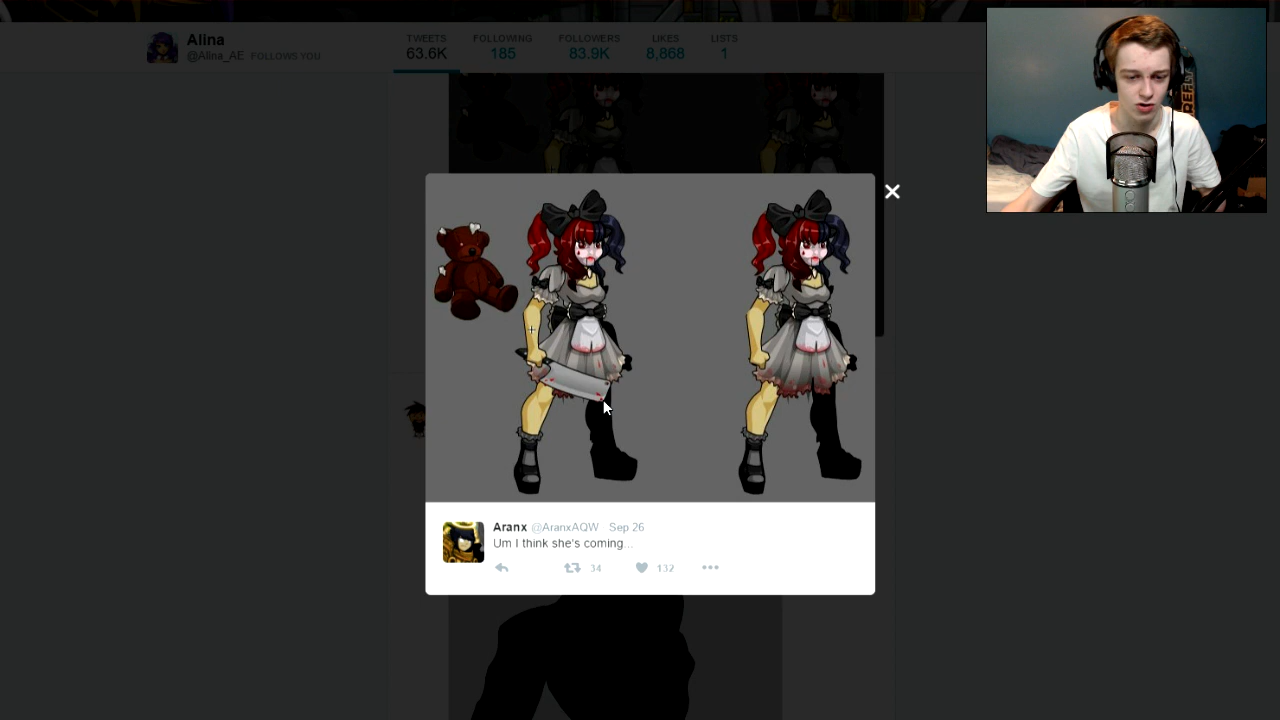 Alina
@Alina_AE FOLLOWS YOU
TWEETS
63.6K
FOLLOWING
185
FOLLOWERS
83.9K
LIKES
8,868
LISTS
1
Aranx @AranxAQW Sep 26
Um I think she's coming...
34
132